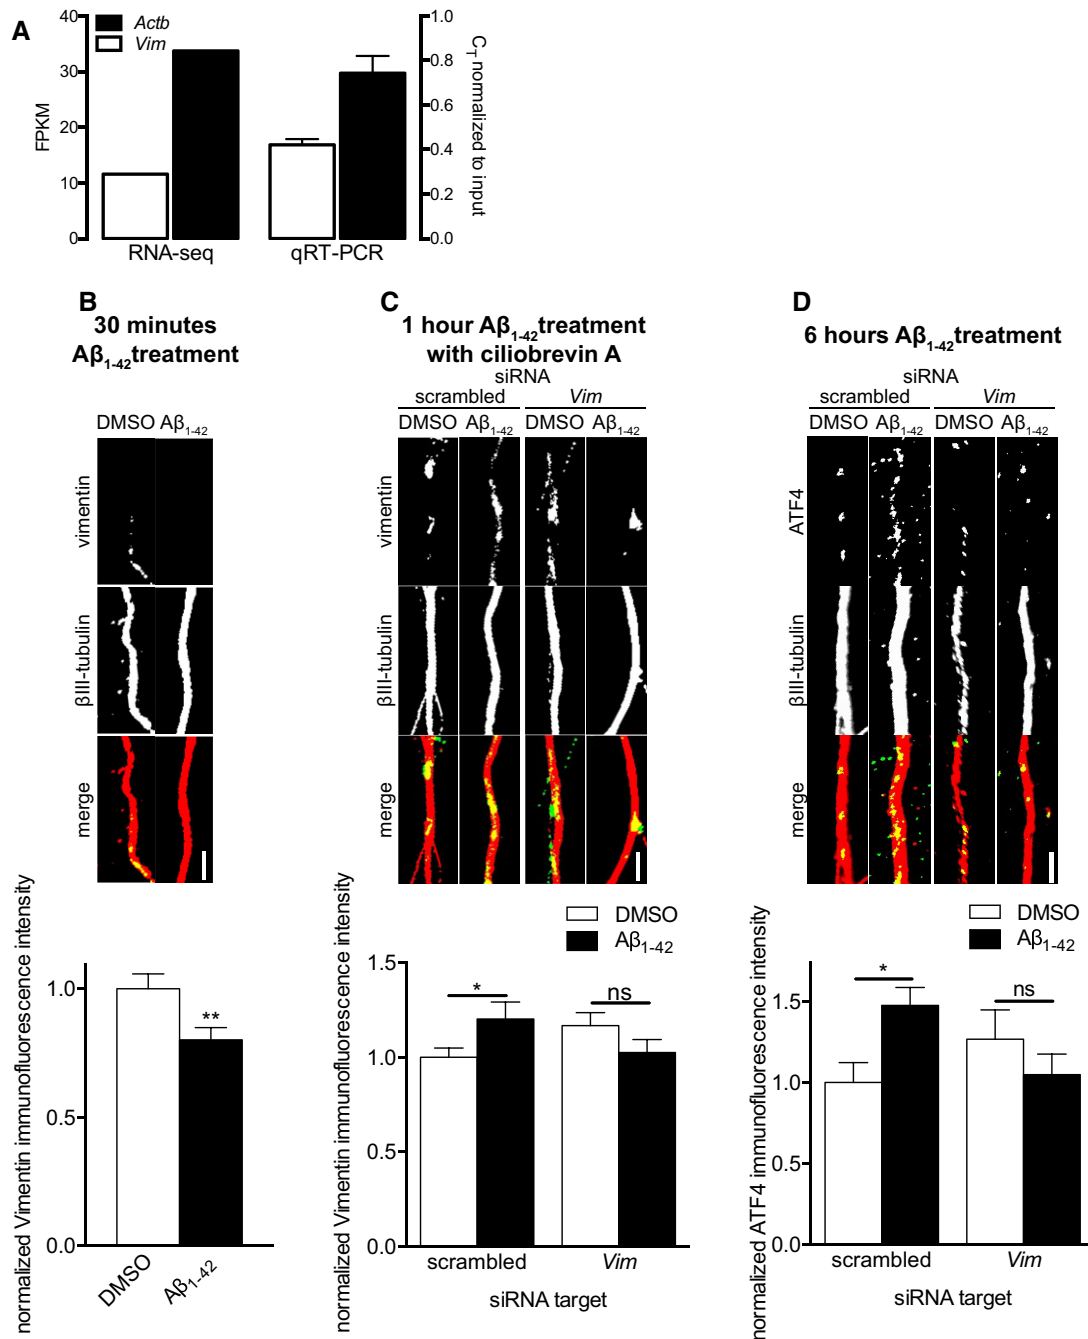 A
40
30
20
10
0
FPKM
Actb
Vim
1.0
0.8
0.6
0.4
0.2
0.0
C_T normalized to input
RNA-seq
qRT-PCR
B
30 minutes
Aβ1-42 treatment
DMSO Aβ1-42
vimentin
βIII-tubulin
merge
normalized Vimentin immunofluorescence intensity
1.0
0.5
0.0
**
DMSO
Aβ1-42
C
1 hour Aβ1-42 treatment
with ciliobrevin A
siRNA
scrambled Vim
DMSO Aβ1-42 DMSO Aβ1-42
vimentin
βIII-tubulin
merge
DMSO
Aβ1-42
normalized Vimentin immunofluorescence intensity
1.5
1.0
0.5
0.0
*
ns
scrambled Vim
siRNA target
D
6 hours Aβ1-42 treatment
siRNA
scrambled Vim
DMSO Aβ1-42 DMSO Aβ1-42
ATF4
βIII-tubulin
merge
DMSO
Aβ1-42
normalized ATF4 immunofluorescence intensity
1.5
1.0
0.5
0.0
*
ns
scrambled Vim
siRNA target